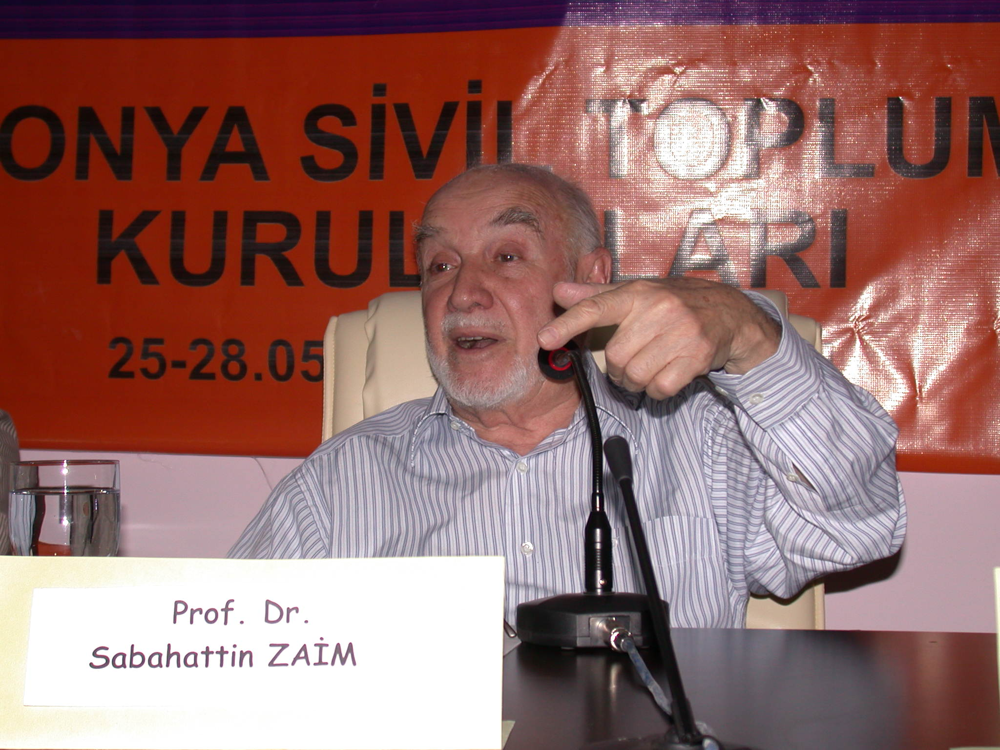 ONYA SİVİL TOPLUM
KURUL LARI
25-28.05
Prof. Dr.
Sabahattin ZAİM